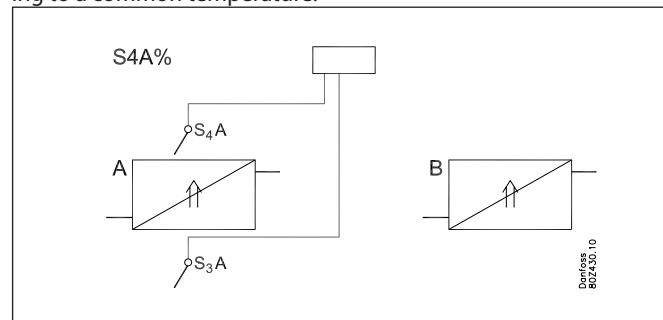 ing to a common temperature.
S4A%
S4A
A
B
S3A
Danfoss
80Z430.10